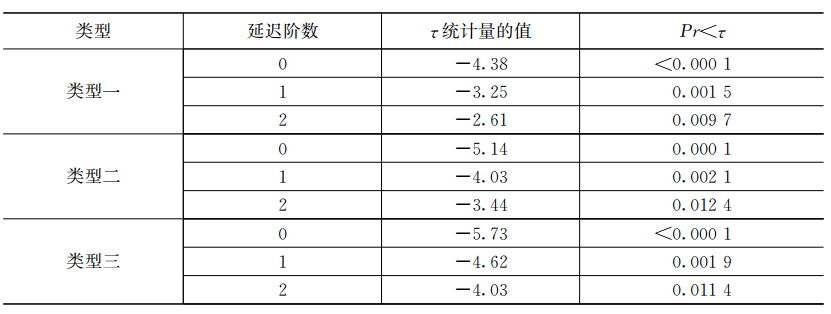 类型 延迟阶数 τ统计量的值 Pr<τ
类型一 0 -4.38 <0.000 1
1 -3.25 0.001 5
2 -2.61 0.009 7
类型二 0 -5.14 0.000 1
1 -4.03 0.002 1
2 -3.44 0.012 4
类型三 0 -5.73 <0.000 1
1 -4.62 0.001 9
2 -4.03 0.011 4